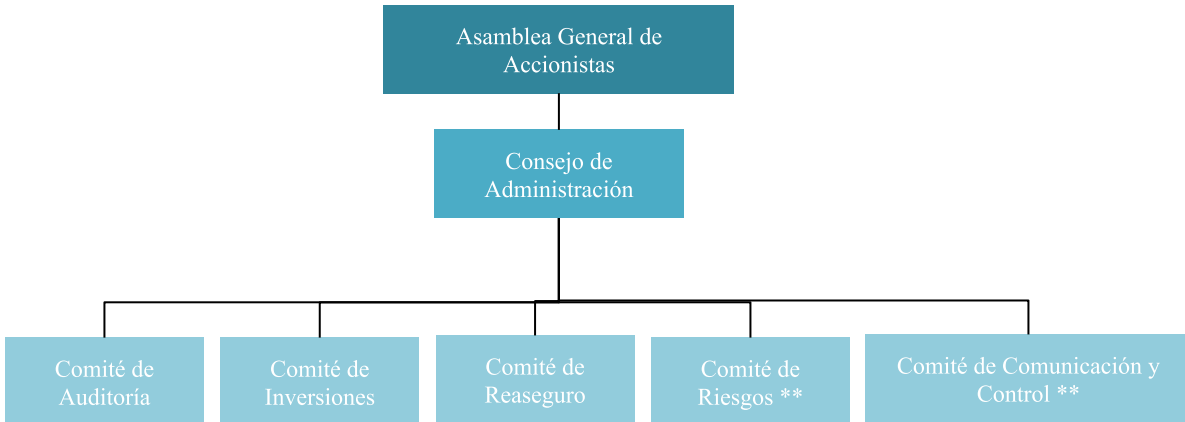 Asamblea General de
Accionistas
Consejo de
Administración
Comité de
Auditoría
Comité de
Inversiones
Comité de
Reaseguro
Comité de
Riesgos **
Comité de Comunicación y
Control **